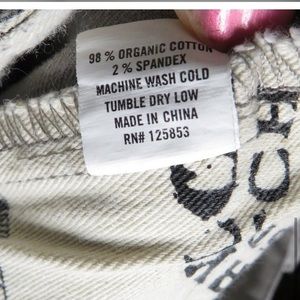 98 % ORGANIC COTTON
2 % SPANDEX
MACHINE WASH COLD
TUMBLE DRY LOW
MADE IN CHINA
RN# 125853